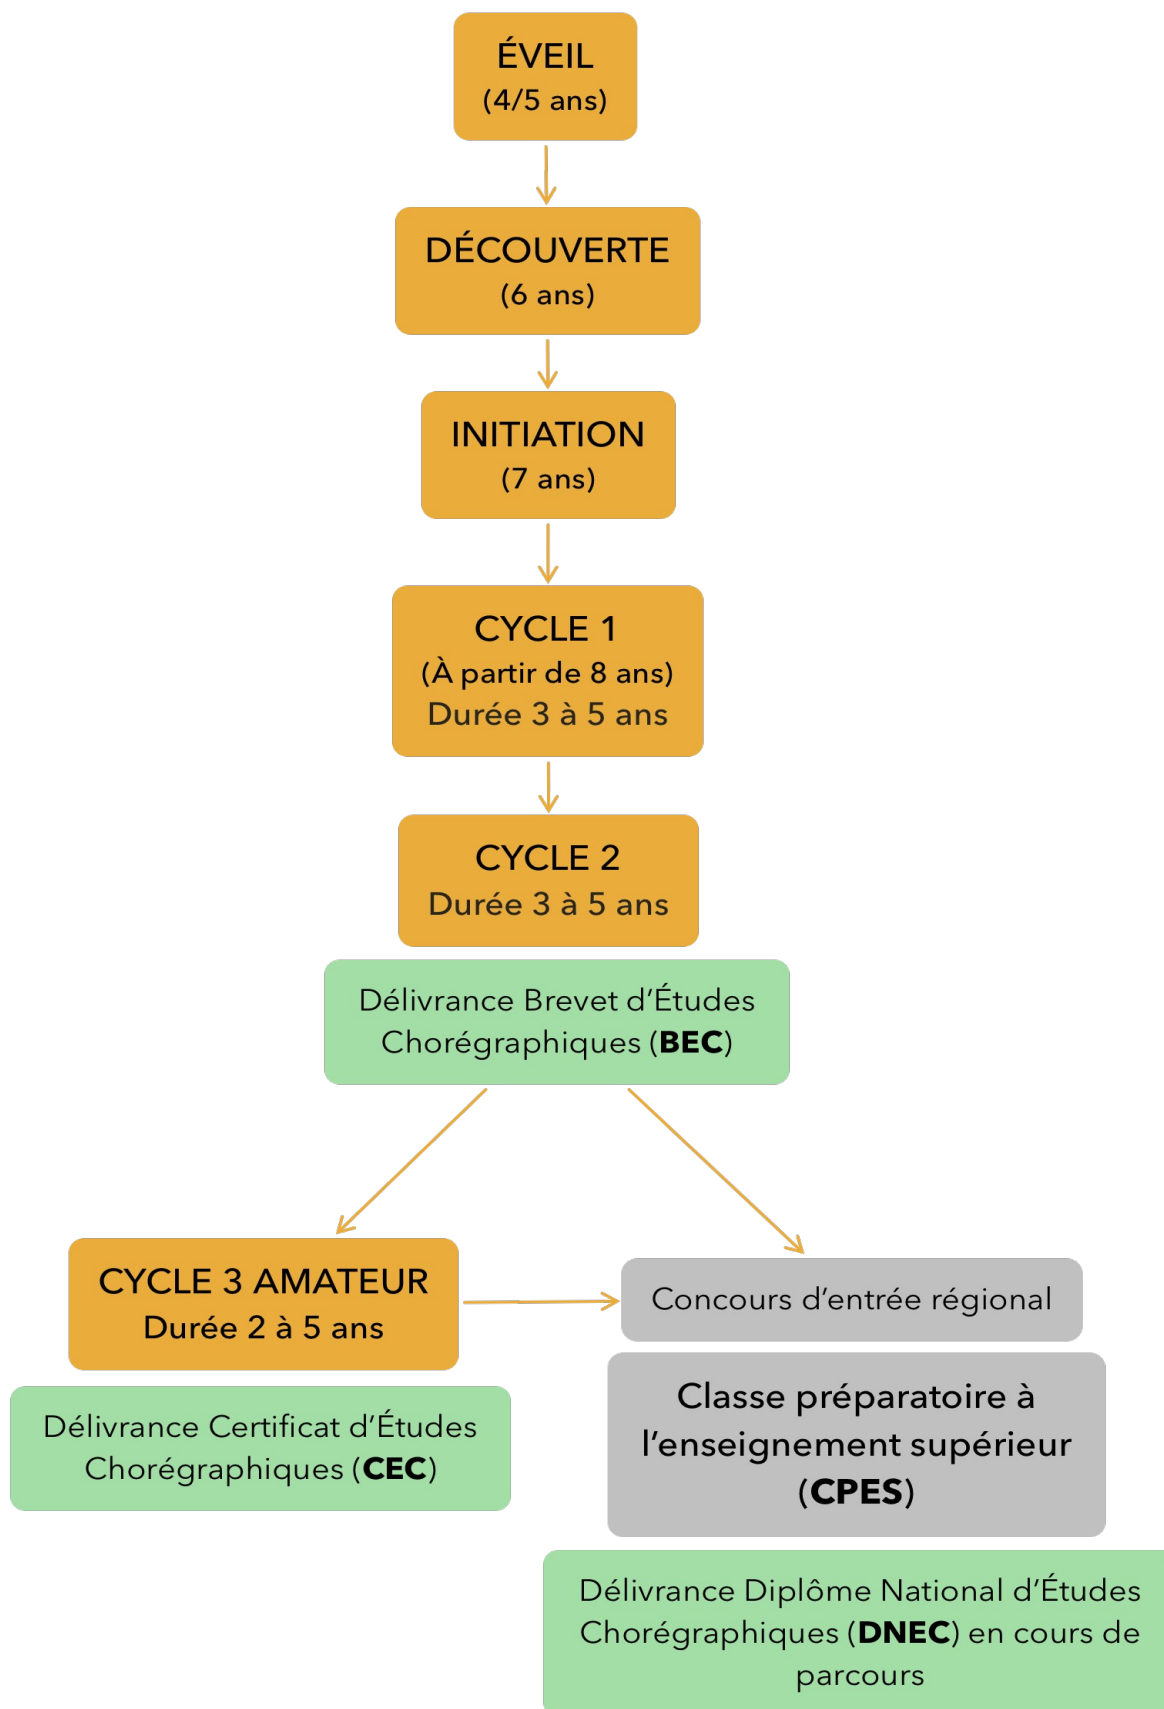 ÉVEIL
(4/5 ans)
DÉCOUVERTE
(6 ans)
INITIATION
(7 ans)
CYCLE 1
(À partir de 8 ans)
Durée 3 à 5 ans
CYCLE 2
Durée 3 à 5 ans
Délivrance Brevet d’Études
Chorégraphiques (BEC)
CYCLE 3 AMATEUR
Durée 2 à 5 ans
Délivrance Certificat d’Études
Chorégraphiques (CEC)
Concours d’entrée régional
Classe préparatoire à
l’enseignement supérieur
(CPES)
Délivrance Diplôme National d’Études
Chorégraphiques (DNEC) en cours de
parcours